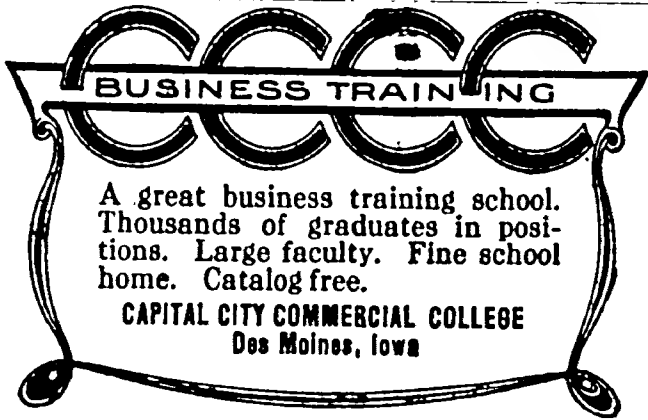 CCCC
BUSINESS TRAINING
A great business training school.
Thousands of graduates in posi-
tions. Large faculty. Fine school
home. Catalog free.
CAPITAL CITY COMMERCIAL COLLEGE
Des Moines, Iowa